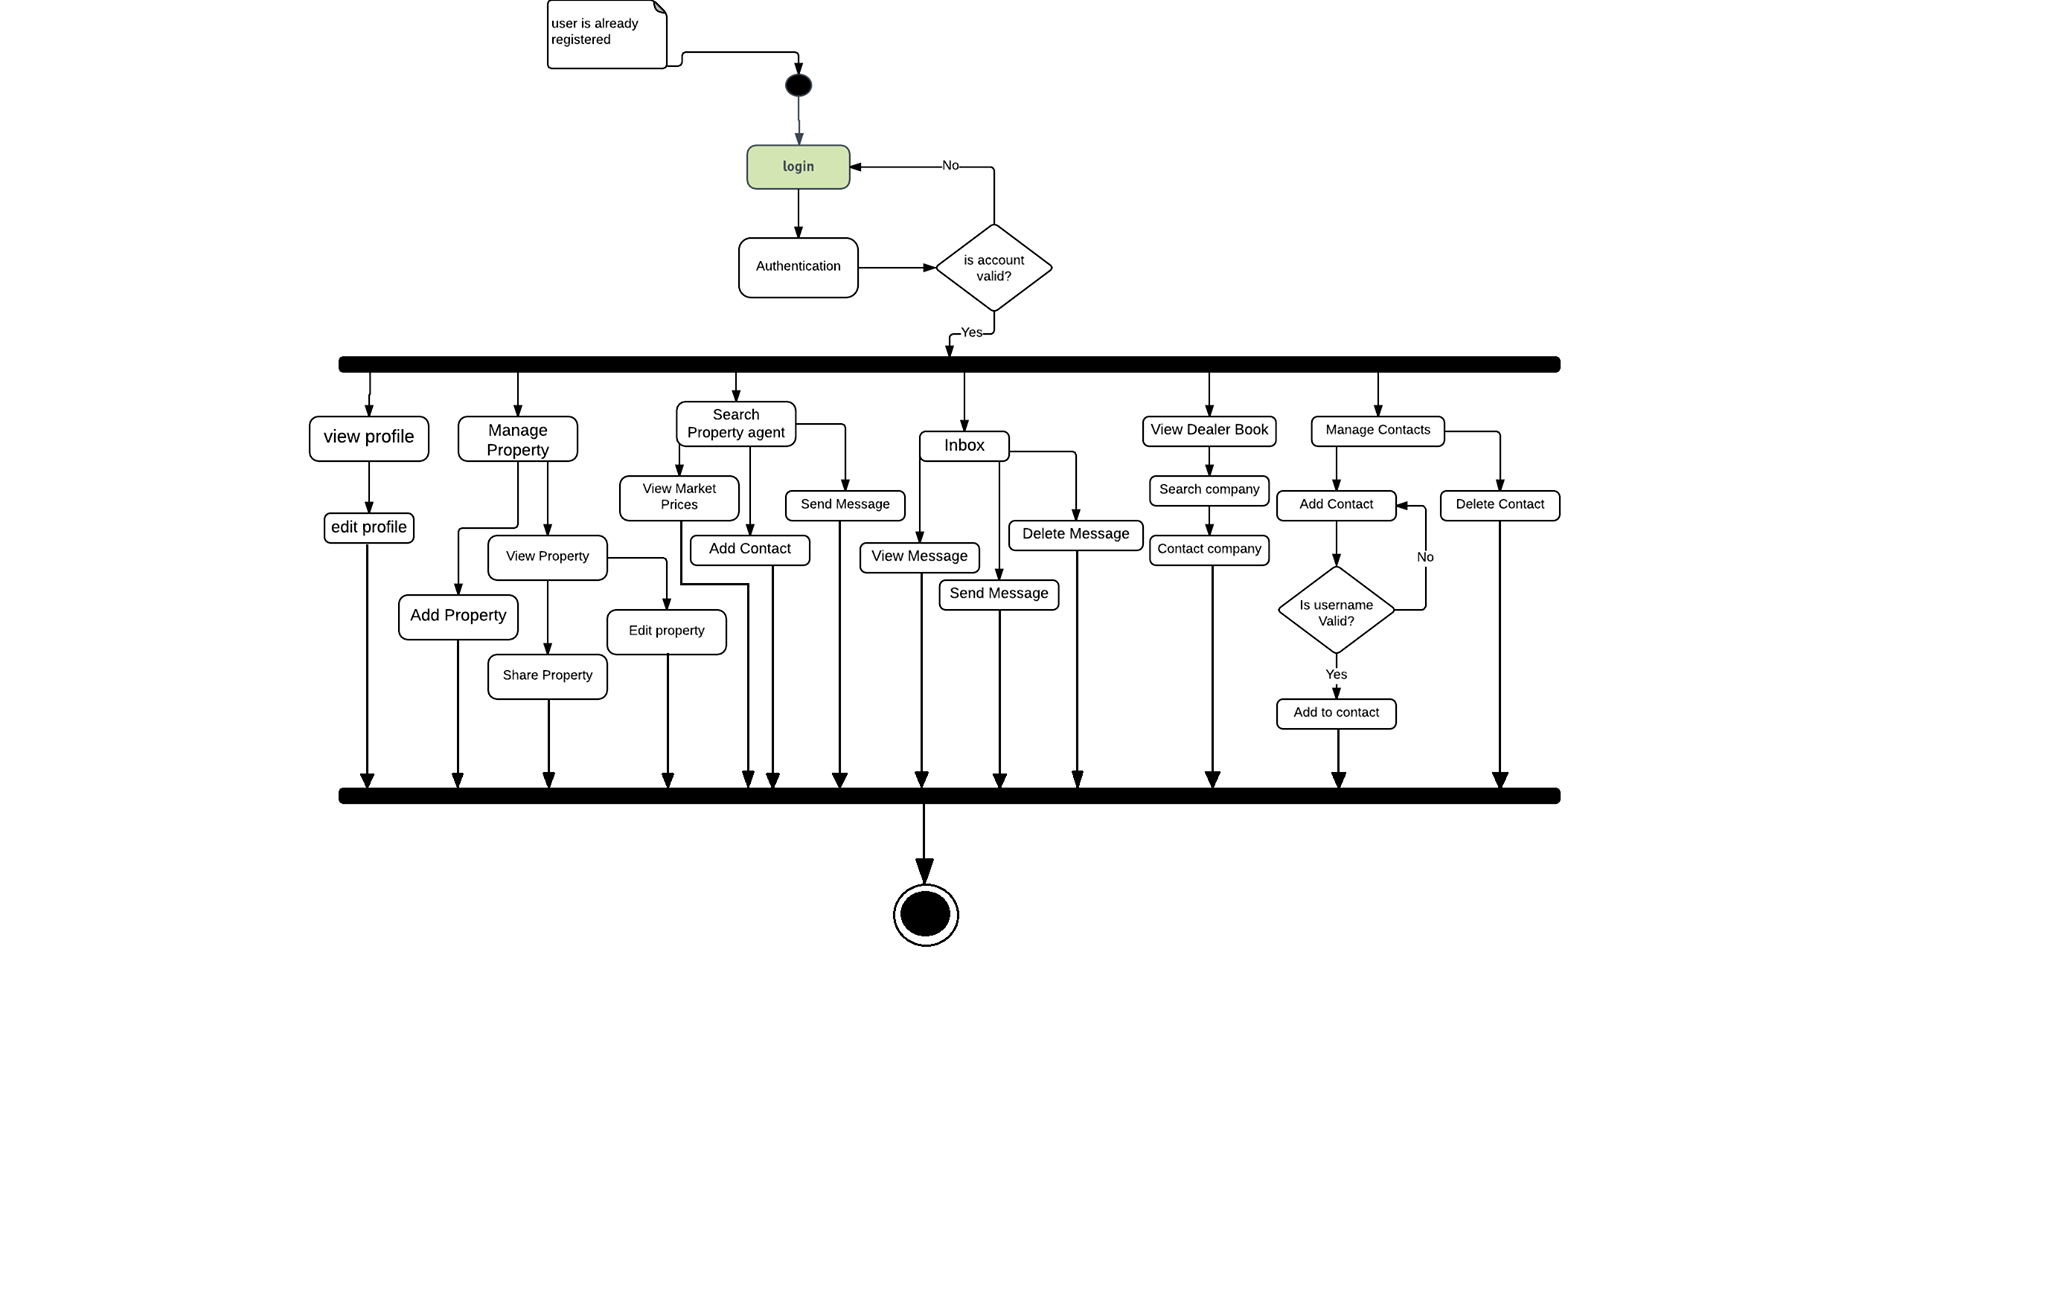 user is already
registered
login
No
Authentication
is account
valid?
Yes
view profile
edit profile
Manage
Property
View Property
Add Property
Edit property
Share Property
Search
Property agent
View Market
Prices
Send Message
Add Contact
Inbox
Delete Message
View Message
Send Message
View Dealer Book
Search company
Contact company
Manage Contacts
Add Contact
Delete Contact
No
Is username
Valid?
Yes
Add to contact